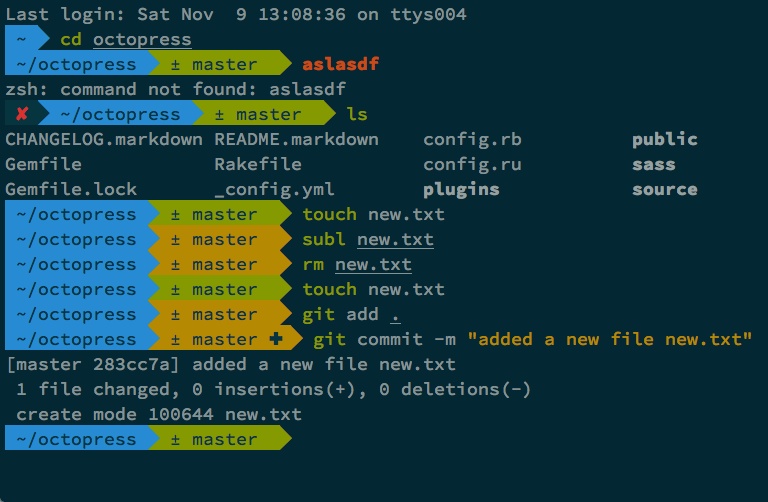 Last login: Sat Nov  9 13:08:36 on ttys004
~ cd octopress
~/octopress ± master aslasdf
zsh: command not found: aslasdf
✘ ~/octopress ± master ls
CHANGELOG.markdown README.markdown config.rb public
Gemfile Rakefile config.ru sass
Gemfile.lock _config.yml plugins source
~/octopress ± master touch new.txt
~/octopress ± master subl new.txt
~/octopress ± master rm new.txt
~/octopress ± master touch new.txt
~/octopress ± master git add .
~/octopress ± master ✚ git commit -m "added a new file new.txt"
[master 283cc7a] added a new file new.txt
 1 file changed, 0 insertions(+), 0 deletions(-)
 create mode 100644 new.txt
~/octopress ± master